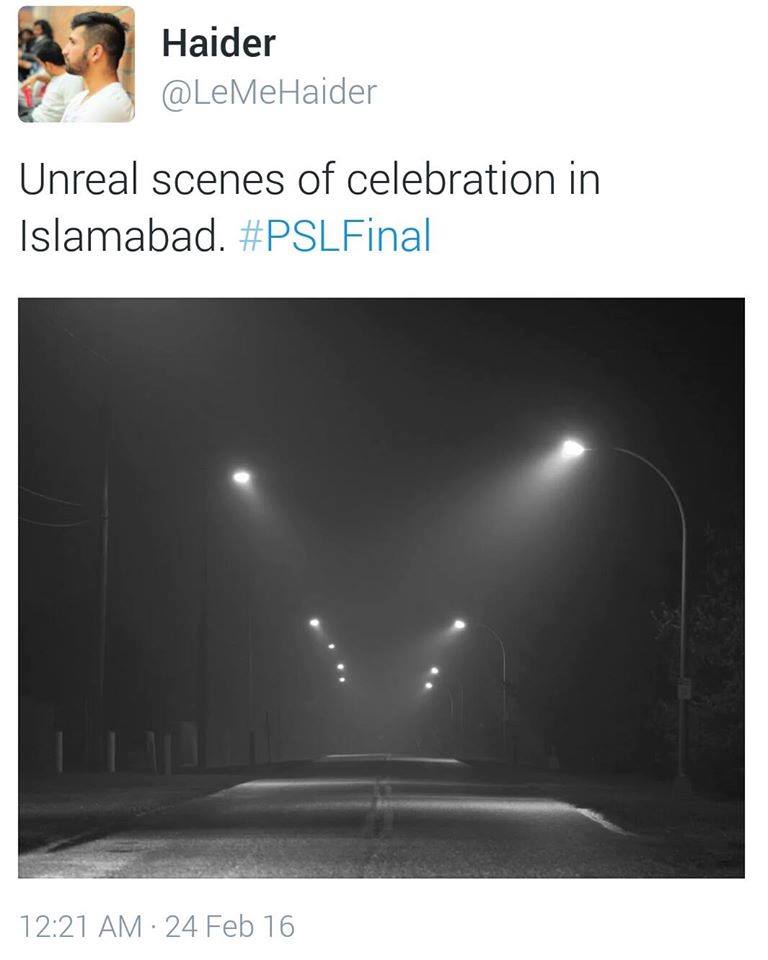 Haider
@LeMeHaider
Unreal scenes of celebration in
Islamabad. #PSLFinal
12:21 AM · 24 Feb 16